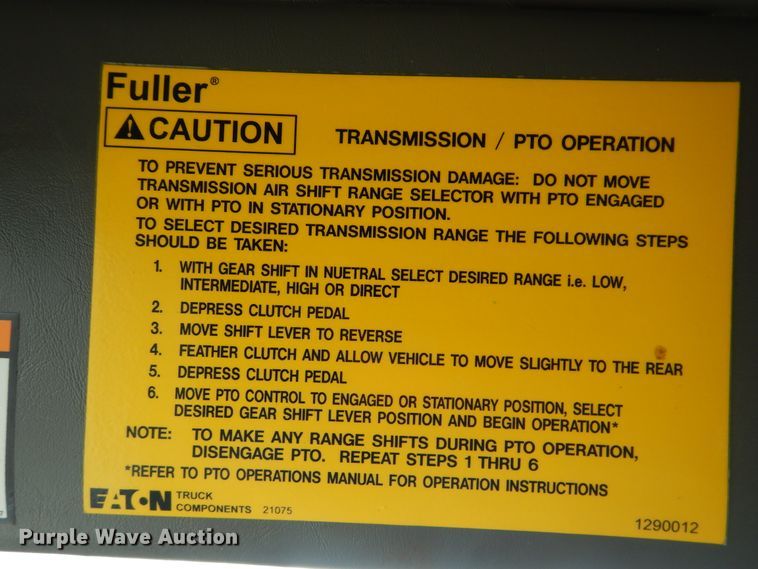 Fuller®
CAUTION
TRANSMISSION / PTO OPERATION
TO PREVENT SERIOUS TRANSMISSION DAMAGE: DO NOT MOVE
TRANSMISSION AIR SHIFT RANGE SELECTOR WITH PTO ENGAGED
OR WITH PTO IN STATIONARY POSITION.
TO SELECT DESIRED TRANSMISSION RANGE THE FOLLOWING STEPS
SHOULD BE TAKEN:
1. WITH GEAR SHIFT IN NUETRAL SELECT DESIRED RANGE i.e. LOW,
INTERMEDIATE, HIGH OR DIRECT
2. DEPRESS CLUTCH PEDAL
3. MOVE SHIFT LEVER TO REVERSE
4. FEATHER CLUTCH AND ALLOW VEHICLE TO MOVE SLIGHTLY TO THE REAR
5. DEPRESS CLUTCH PEDAL
6. MOVE PTO CONTROL TO ENGAGED OR STATIONARY POSITION, SELECT
DESIRED GEAR SHIFT LEVER POSITION AND BEGIN OPERATION*
NOTE: TO MAKE ANY RANGE SHIFTS DURING PTO OPERATION,
DISENGAGE PTO. REPEAT STEPS 1 THRU 6
*REFER TO PTO OPERATIONS MANUAL FOR OPERATION INSTRUCTIONS
EATON TRUCK
COMPONENTS 21075
1290012
Purple Wave Auction